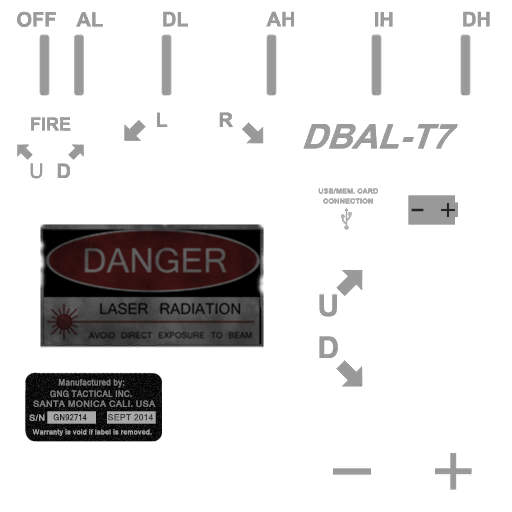 OFF AL DL AH IH DH
FIRE
U D
L R
DBAL-T7
USB/MEM. CARD
CONNECTION
− +
U
D
DANGER
LASER RADIATION
AVOID DIRECT EXPOSURE TO BEAM
Manufactured by:
GNG TACTICAL INC.
SANTA MONICA CALI. USA
S/N GN92714 SEPT 2014
Warranty is void if label is removed.
− +